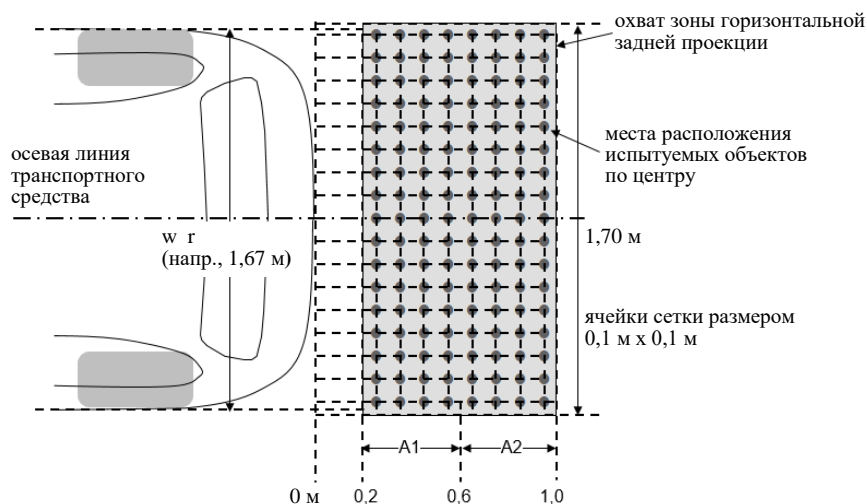 охват зоны горизонтальной
задней проекции
места расположения
испытуемых объектов
по центру
осевая линия
транспортного
средства
w r
(напр., 1,67 м)
1,70 м
ячейки сетки размером
0,1 м x 0,1 м
A1
A2
0 м
0,2
0,6
1,0